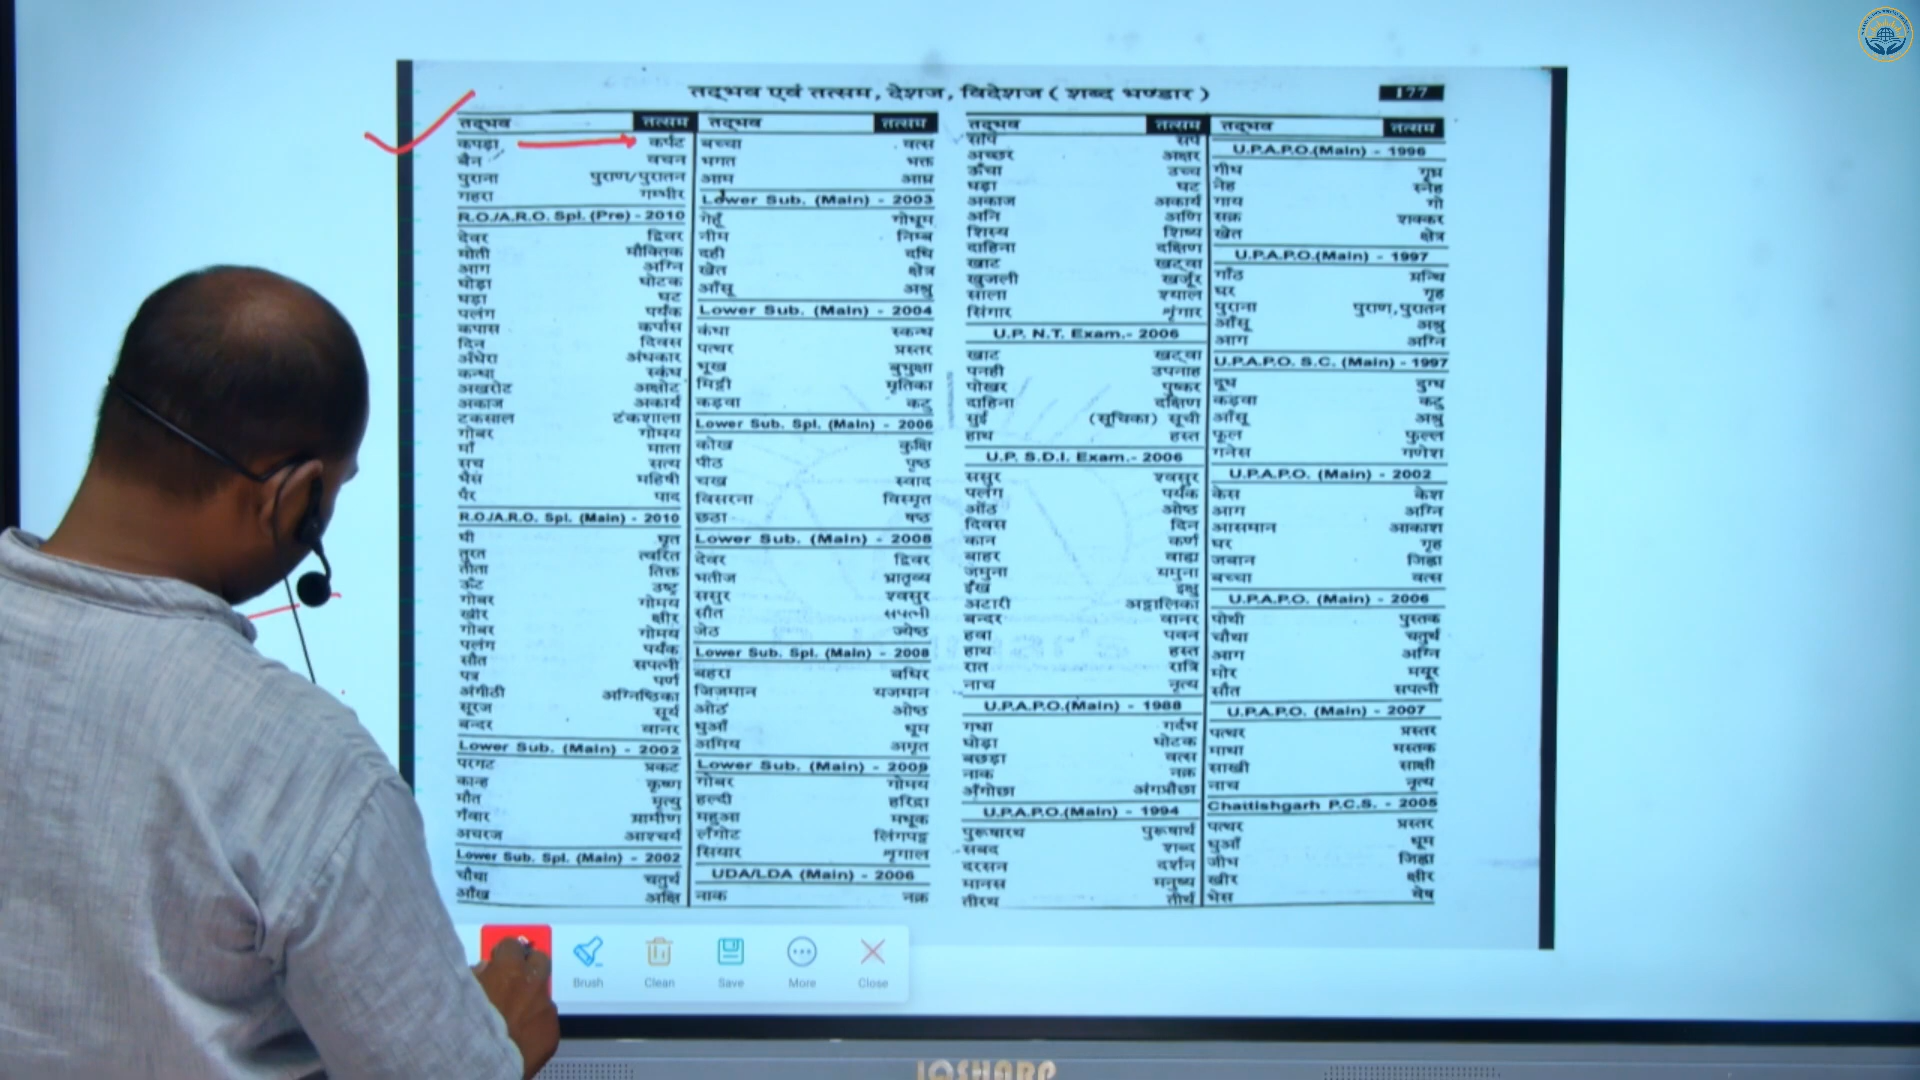 तद्भव एवं तत्सम, देशज, विदेशज ( शब्द भण्डार )
177
तद्भव तत्सम
कपड़ा कर्पट
बैन वचन
पुराना पुराण/पुरातन
गहरा गम्भीर
R.O./A.R.O. Spl. (Pre) - 2010
देवर द्विवर
मोती मौक्तिक
आग अग्नि
घोड़ा घोटक
घड़ा घट
पलंग पर्यंक
कपास कर्पास
दिन दिवस
अंधेरा अंधकार
कन्धा स्कंध
अखरोट अक्षोट
अकाज अकार्य
टकसाल टंकशाला
गोबर गोमय
माँ माता
सच सत्य
भैंस महिषी
पैर पाद
R.O./A.R.O. Spl. (Main) - 2010
घी घृत
तुरत त्वरित
तीता तिक्त
ऊँट उष्ट्र
गोबर गोमय
खीर क्षीर
गोबर गोमय
पलंग पर्यंक
सौत सपत्नी
पत्र पर्ण
अंगीठी अग्निष्ठिका
सूरज सूर्य
बन्दर वानर
Lower Sub. (Main) - 2002
परगट प्रकट
कान्ह कृष्ण
मौत मृत्यु
गँवार ग्रामीण
अचरज आश्चर्य
Lower Sub. Spl. (Main) - 2002
चौथा चतुर्थ
आँख अक्षि
तद्भव तत्सम
बच्चा वत्स
भगत भक्त
आम आम्र
Lower Sub. (Main) - 2003
गेहूँ गोधूम
नीम निम्ब
दही दधि
खेत क्षेत्र
आँसू अश्रु
Lower Sub. (Main) - 2004
कंधा स्कन्ध
पत्थर प्रस्तर
भूख बुभुक्षा
मिट्टी मृतिका
कड़वा कटु
Lower Sub. Spl. (Main) - 2006
कोख कुक्षि
पीठ पृष्ठ
चख स्वाद
बिसरना विस्मृत
छठा षष्ठ
Lower Sub. (Main) - 2008
देवर द्विवर
भतीज भ्रातृव्य
ससुर श्वसुर
सौत सपत्नी
जेठ ज्येष्ठ
Lower Sub. Spl. (Main) - 2008
बहरा बधिर
जिजमान यजमान
ओठ ओष्ठ
धुआँ धूम
अमिय अमृत
Lower Sub. (Main) - 2009
गोबर गोमय
हल्दी हरिद्रा
महुआ मधूक
लँगोट लिंगपट्ट
सियार शृगाल
UDA/LDA (Main) - 2006
नाक नक्र
तद्भव तत्सम
साँप सर्प
अच्छर अक्षर
ऊँचा उच्च
घड़ा घट
अकाज अकार्य
अनि अणि
शिस्य शिष्य
दाहिना दक्षिण
खाट खट्वा
खुजली खर्जूर
साला श्याल
सिंगार शृंगार
U.P. N.T. Exam.- 2006
खाट खट्वा
पनही उपनाह
पोखर पुष्कर
दाहिना दक्षिण
सुई (सूचिका) सूची
हाथ हस्त
U.P. S.D.I. Exam.- 2006
ससुर श्वसुर
पलंग पर्यंक
ओंठ ओष्ठ
दिवस दिन
कान कर्ण
बाहर वाह्य
जमुना यमुना
ईख इक्षु
अटारी अट्टालिका
बन्दर वानर
हवा पवन
हाथ हस्त
रात रात्रि
नाच नृत्य
U.P.A.P.O.(Main) - 1988
गधा गर्दभ
घोड़ा घोटक
बछड़ा वत्स
नाक नक्र
अँगोछा अंगप्रौछा
U.P.A.P.O.(Main) - 1994
पुरूषारथ पुरूषार्थ
सबद शब्द
दरसन दर्शन
मानस मनुष्य
तीरथ तीर्थ
तद्भव तत्सम
U.P.A.P.O.(Main) - 1996
गीध गृध्र
नेह स्नेह
गाय गो
सक्र शक्कर
खेत क्षेत्र
U.P.A.P.O.(Main) - 1997
गाँठ ग्रन्थि
घर गृह
पुराना पुराण,पुरातन
आँसू अश्रु
आग अग्नि
U.P.A.P.O. S.C. (Main) - 1997
दूध दुग्ध
कड़वा कटु
आँसू अश्रु
फूल फुल्ल
गनेस गणेश
U.P.A.P.O. (Main) - 2002
केस केश
आग अग्नि
आसमान आकाश
घर गृह
जबान जिह्वा
बच्चा वत्स
U.P.A.P.O. (Main) - 2006
पोथी पुस्तक
चौथा चतुर्थ
आग अग्नि
मोर मयूर
सौत सपत्नी
U.P.A.P.O. (Main) - 2007
पत्थर प्रस्तर
माथा मस्तक
साखी साक्षी
नाच नृत्य
Chattishgarh P.C.S. - 2005
पत्थर प्रस्तर
धुआँ धूम
जीभ जिह्वा
खीर क्षीर
भेस वेष
Brush Clean Save More Close
IQSHARP